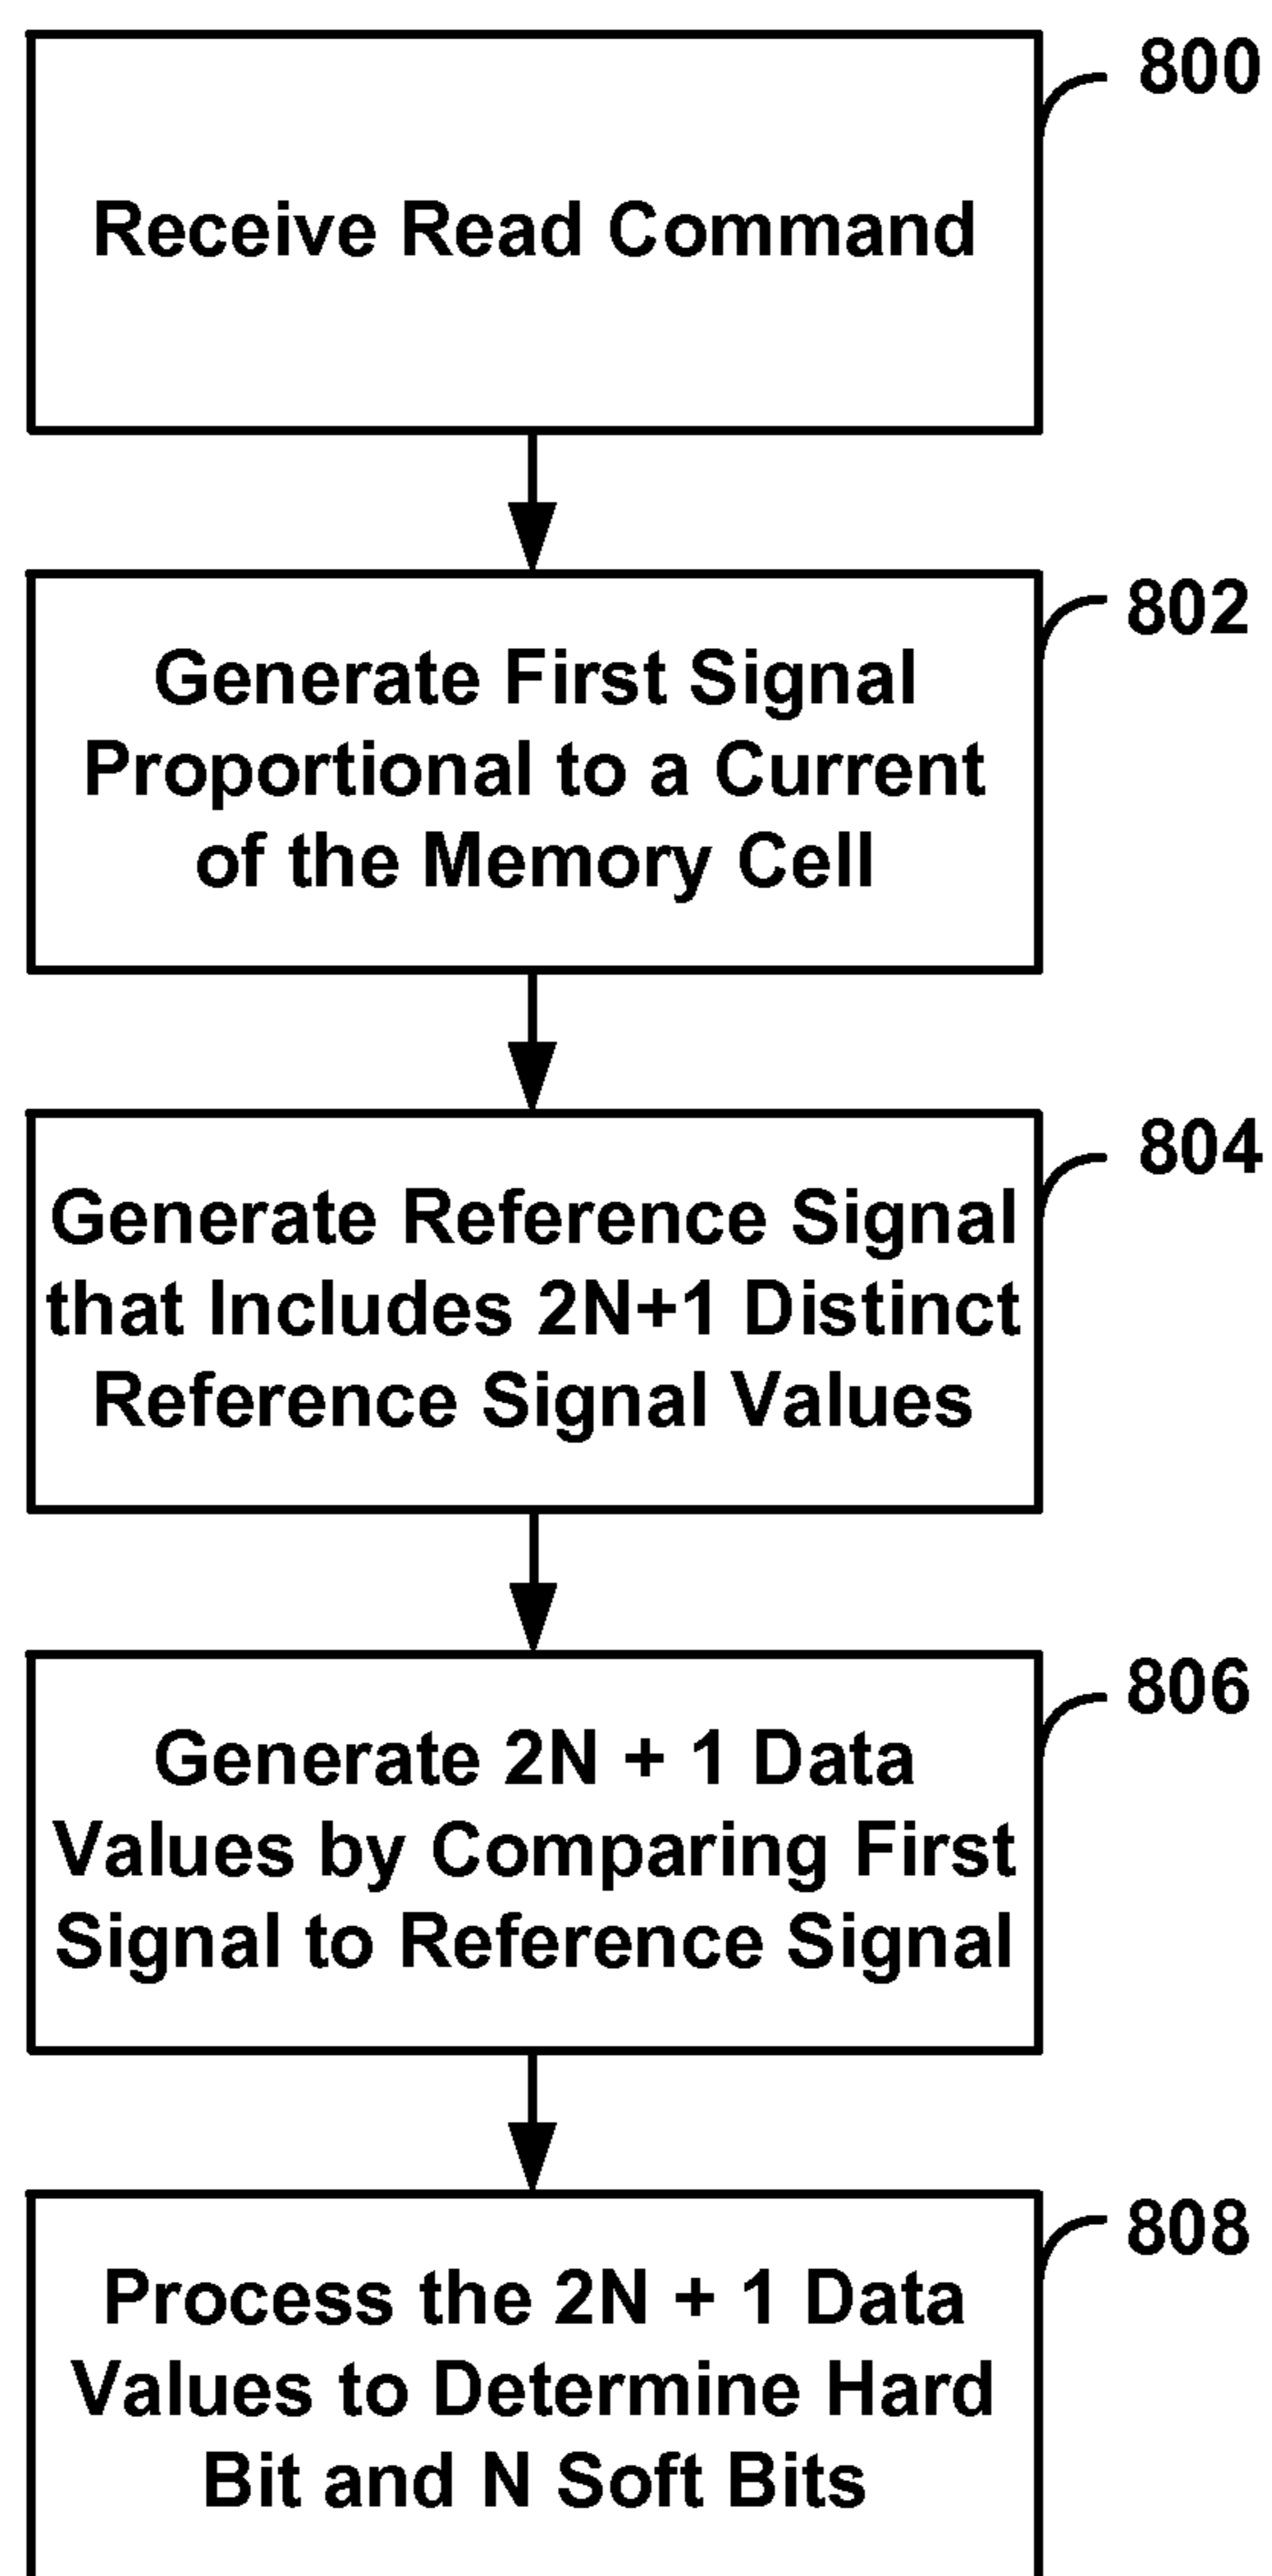 800
Receive Read Command
802
Generate First Signal
Proportional to a Current
of the Memory Cell
804
Generate Reference Signal
that Includes 2N+1 Distinct
Reference Signal Values
806
Generate 2N + 1 Data
Values by Comparing First
Signal to Reference Signal
808
Process the 2N + 1 Data
Values to Determine Hard
Bit and N Soft Bits